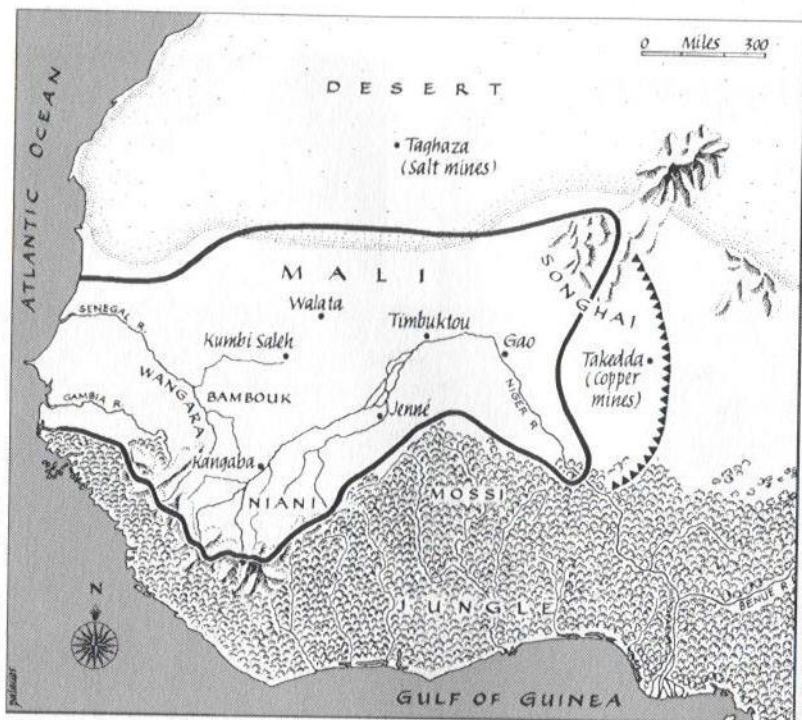 0 Miles 300
DESERT
ATLANTIC OCEAN
• Taghaza
(Salt mines)
MALI
SONGHAI
Walata
SENEGAL R.
Timbuktou
Kumbi Saleh
Gao
Takedda
(Copper
mines)
WANGARA
BAMBOUK
GAMBIA R.
NIGER R.
Jenné
Kangaba
NIANI
MOSSI
JUNGLE
BENUE R.
N
GULF OF GUINEA
palacios